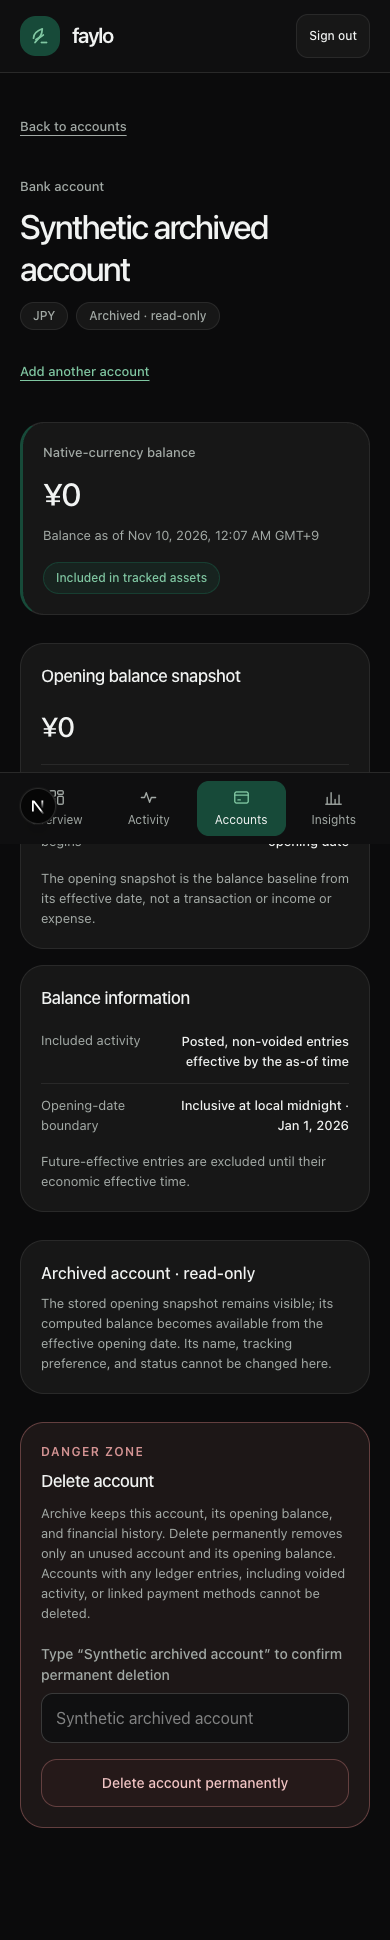 faylo
Sign out
Back to accounts
Bank account
Synthetic archived
account
JPY
Archived · read-only
Add another account
Native-currency balance
¥0
Balance as of Nov 10, 2026, 12:07 AM GMT+9
Included in tracked assets
Opening balance snapshot
¥0
N
Activity
Accounts
Insights
The opening snapshot is the balance baseline from
its effective date, not a transaction or income or
expense.
Balance information
Included activity
Posted, non-voided entries
effective by the as-of time
Opening-date
boundary
Inclusive at local midnight ·
Jan 1, 2026
Future-effective entries are excluded until their
economic effective time.
Archived account · read-only
The stored opening snapshot remains visible; its
computed balance becomes available from the
effective opening date. Its name, tracking
preference, and status cannot be changed here.
DANGER ZONE
Delete account
Archive keeps this account, its opening balance,
and financial history. Delete permanently removes
only an unused account and its opening balance.
Accounts with any ledger entries, including voided
activity, or linked payment methods cannot be
deleted.
Type “Synthetic archived account” to confirm
permanent deletion
Synthetic archived account
Delete account permanently